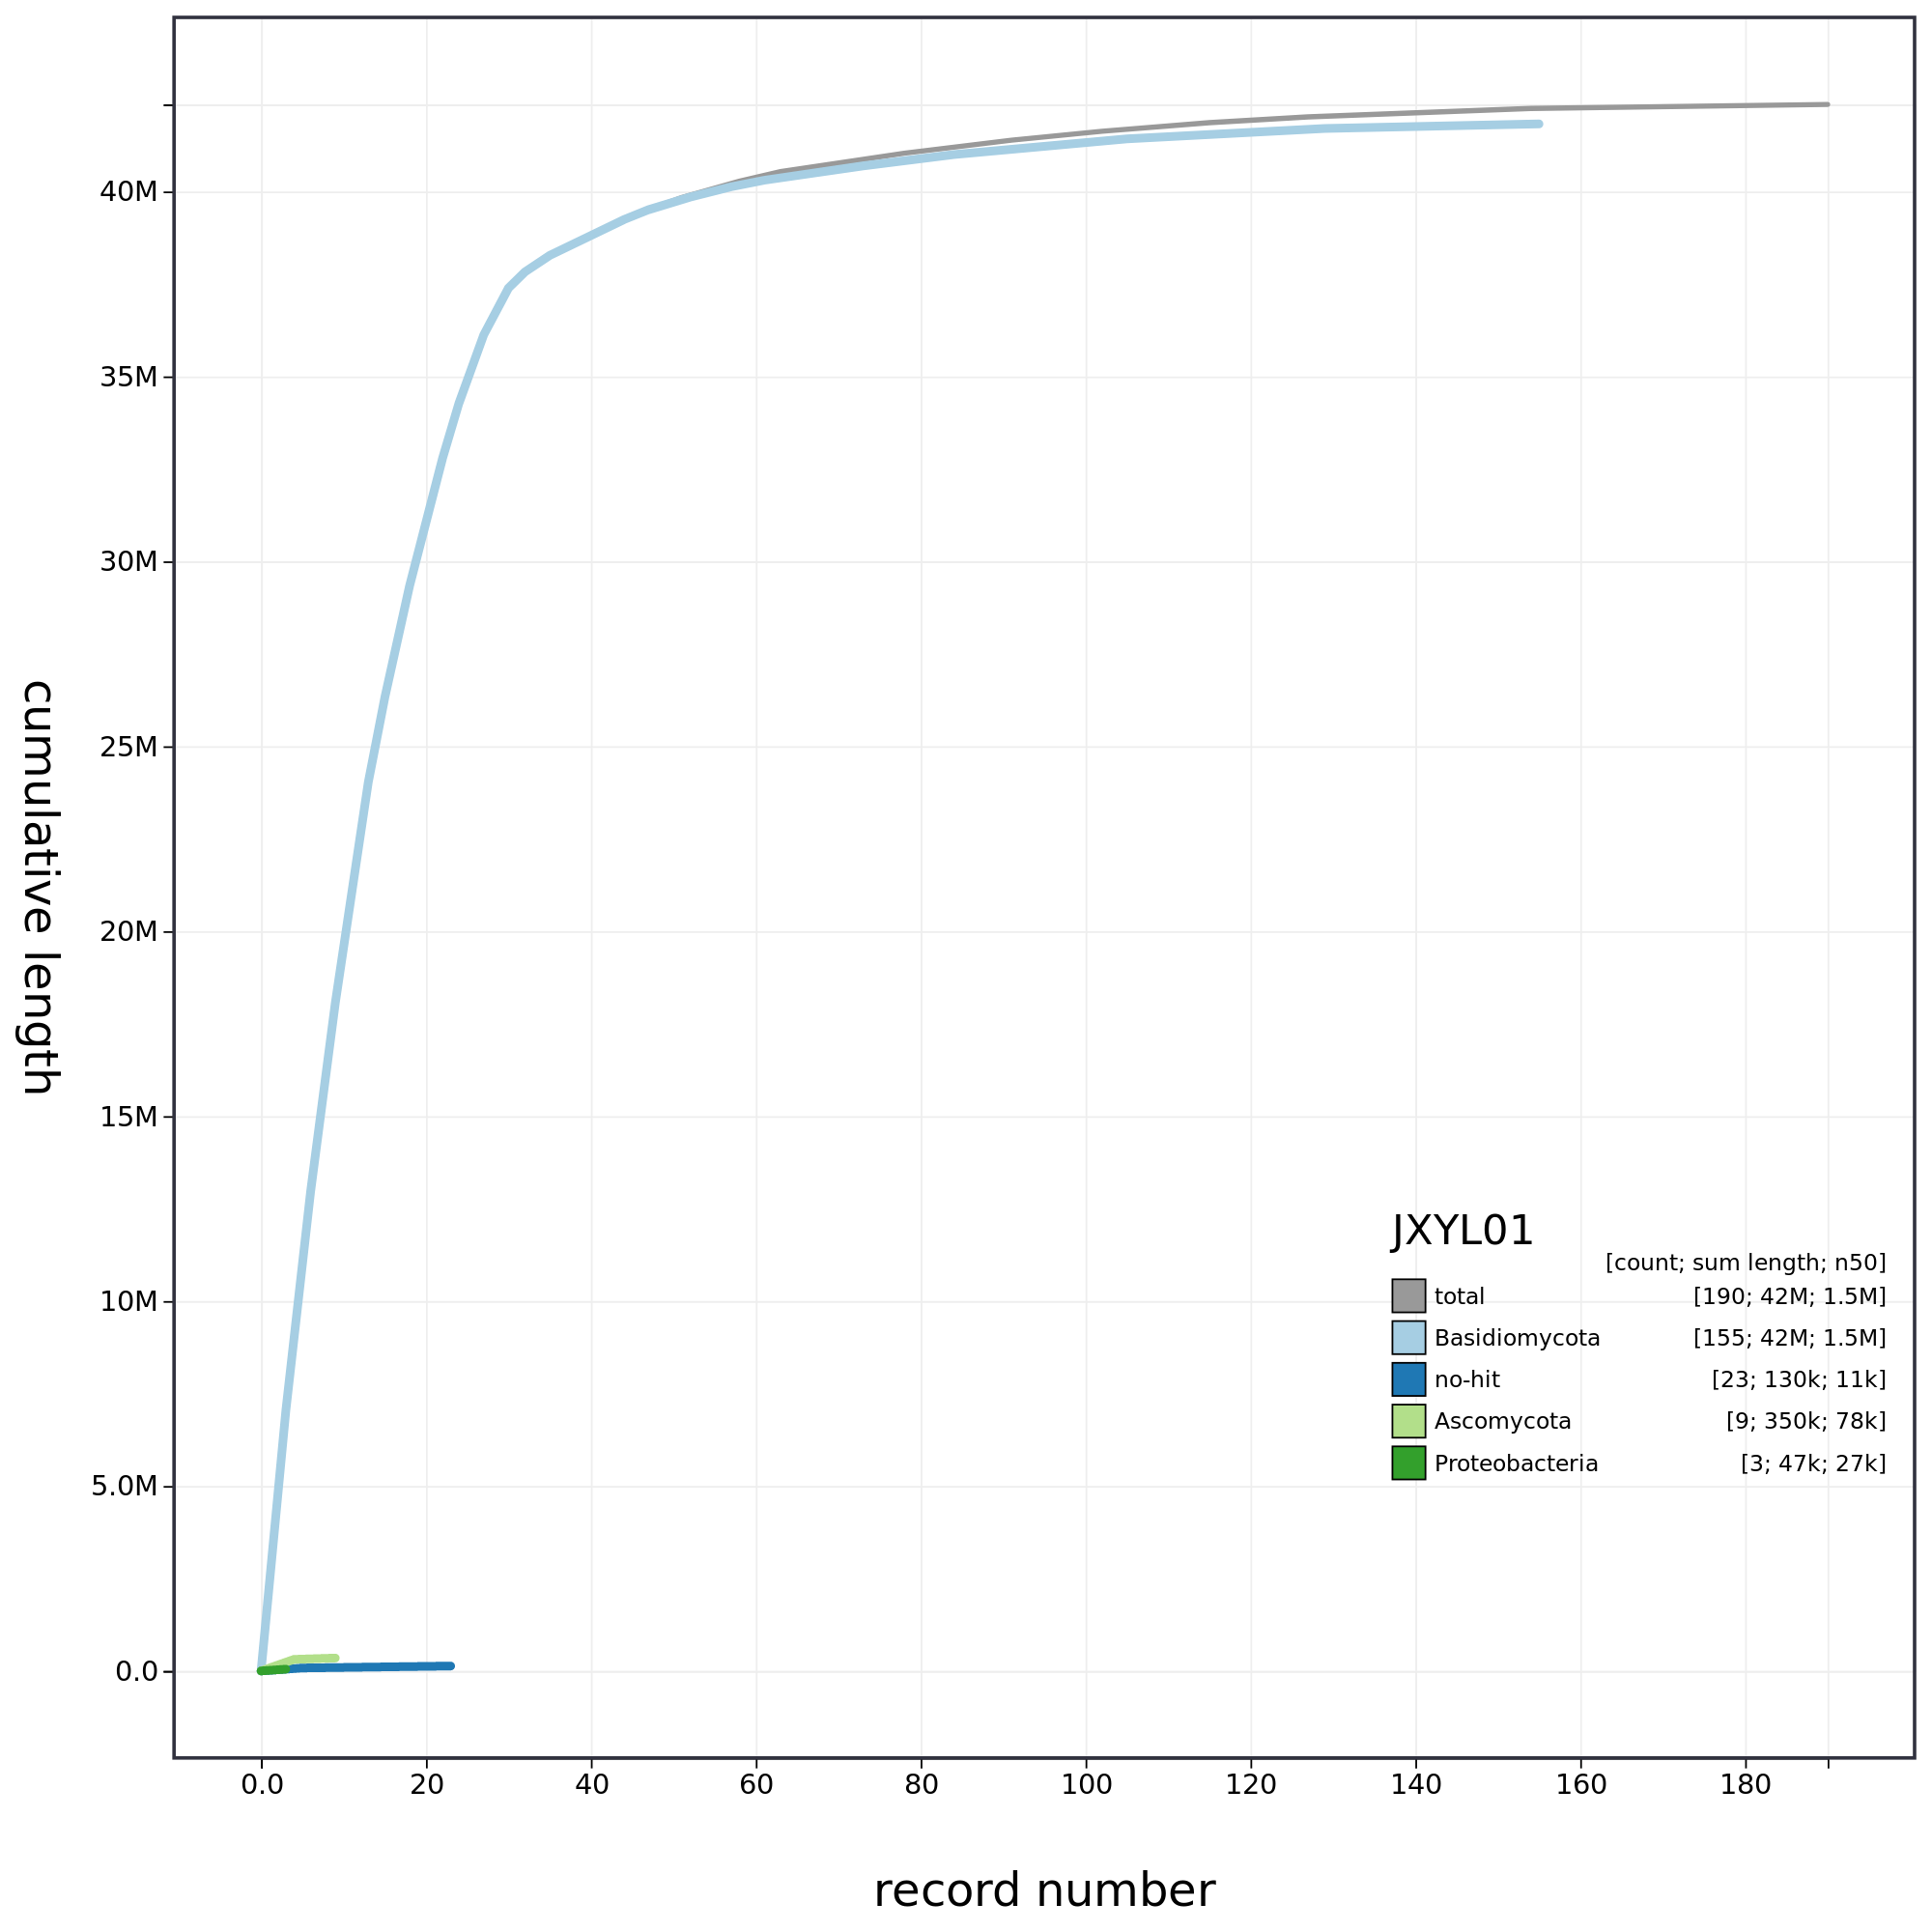 cumulative length
40M
35M
30M
25M
20M
15M
10M
5.0M
0.0
JXYL01
[count; sum length; n50]
total [190; 42M; 1.5M]
Basidiomycota [155; 42M; 1.5M]
no-hit [23; 130k; 11k]
Ascomycota [9; 350k; 78k]
Proteobacteria [3; 47k; 27k]
0.0 20 40 60 80 100 120 140 160 180
record number